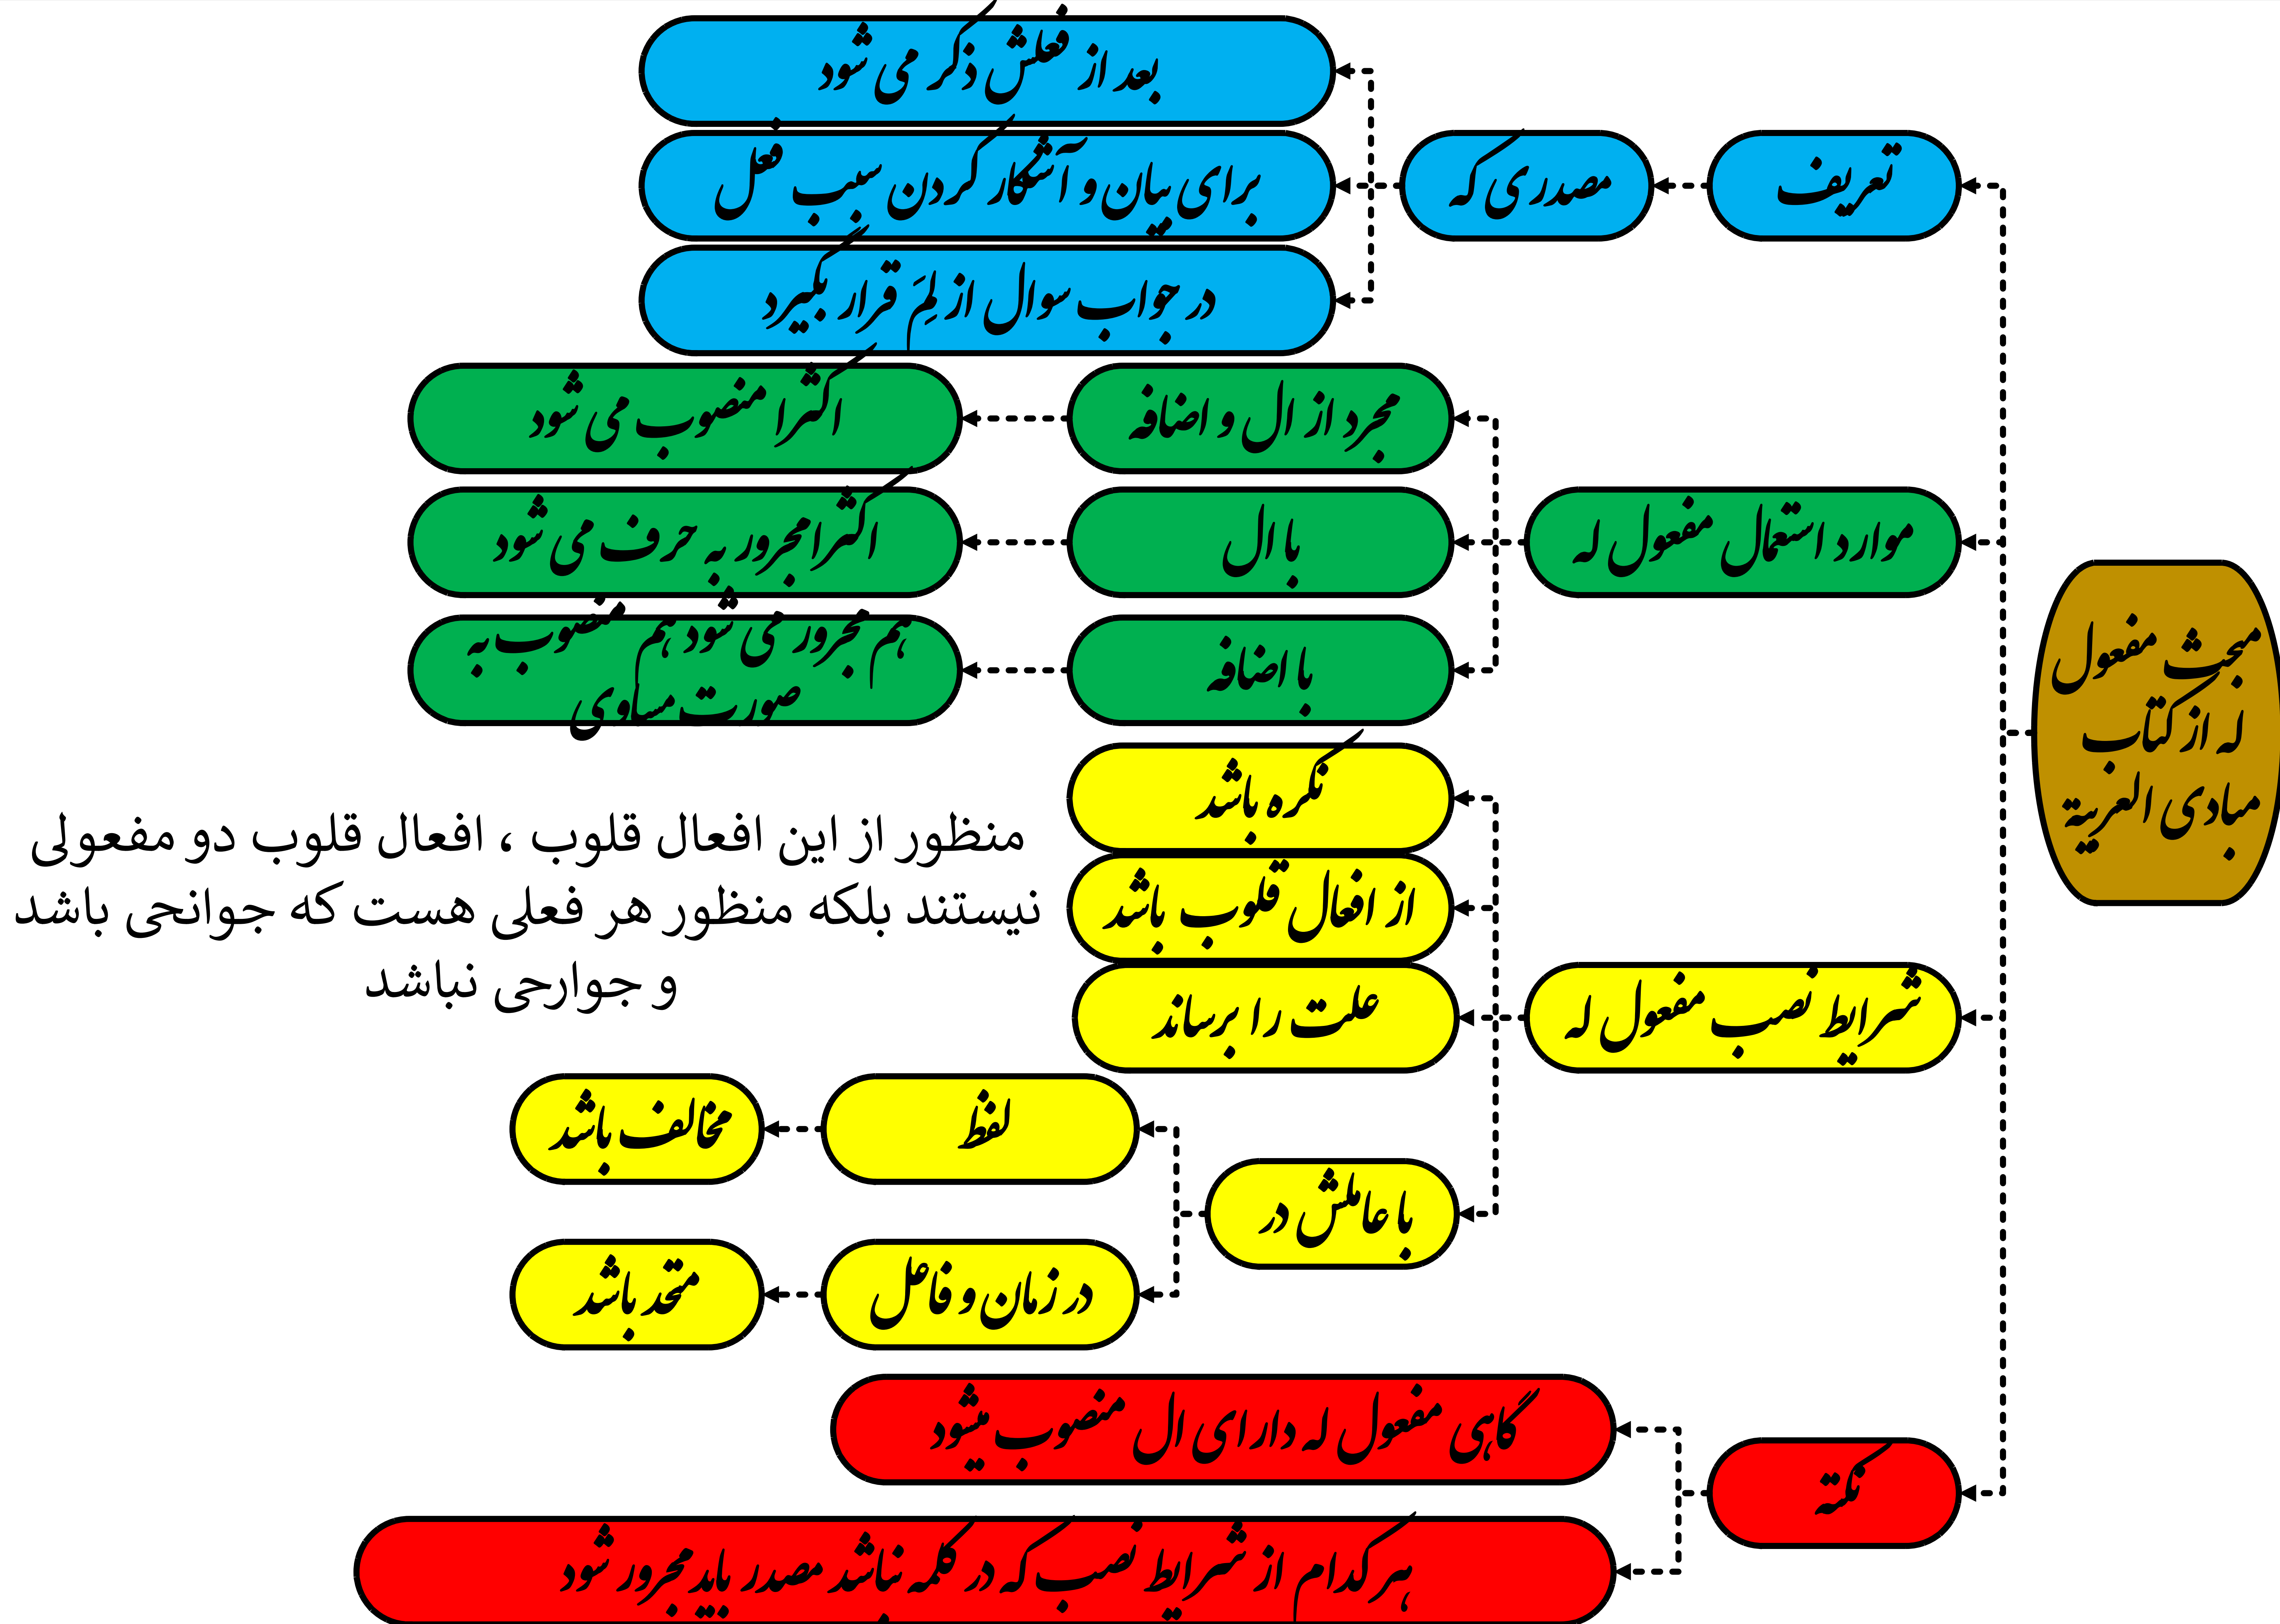 مبحث مفعول
له از کتاب
مبادی العربیة
تعریف
مصدری که
بعد از فعلش ذکر می شود
برای بیان و آشکار کردن سبب فعل
در جواب سوال از لِمَ قرار بگیرد
موارد استعمال مفعول له
مجرد از ال و اضافه
اکثرا منصوب می شود
با ال
اکثرا مجرور به حرف می شود
با اضافه
هم مجرور می شود هم منصوب به
صورت مساوی
شرایط نصب مفعول له
نکره باشد
از افعال قلوب باشد
منظور از این افعال قلوب ، افعال قلوب دو مفعولی
نیستند بلکه منظور هر فعلی هست که جوانحی باشد
و جوارحی نباشد
علت را برساند
با عاملش در
لفظ
مخالف باشد
در زمان و فاعل
متحد باشد
نکته
گاهی مفعول له دارای ال منصوب میشود
هر کدام از شرایط نصب که در کلمه نباشد مصدر باید مجرور شود